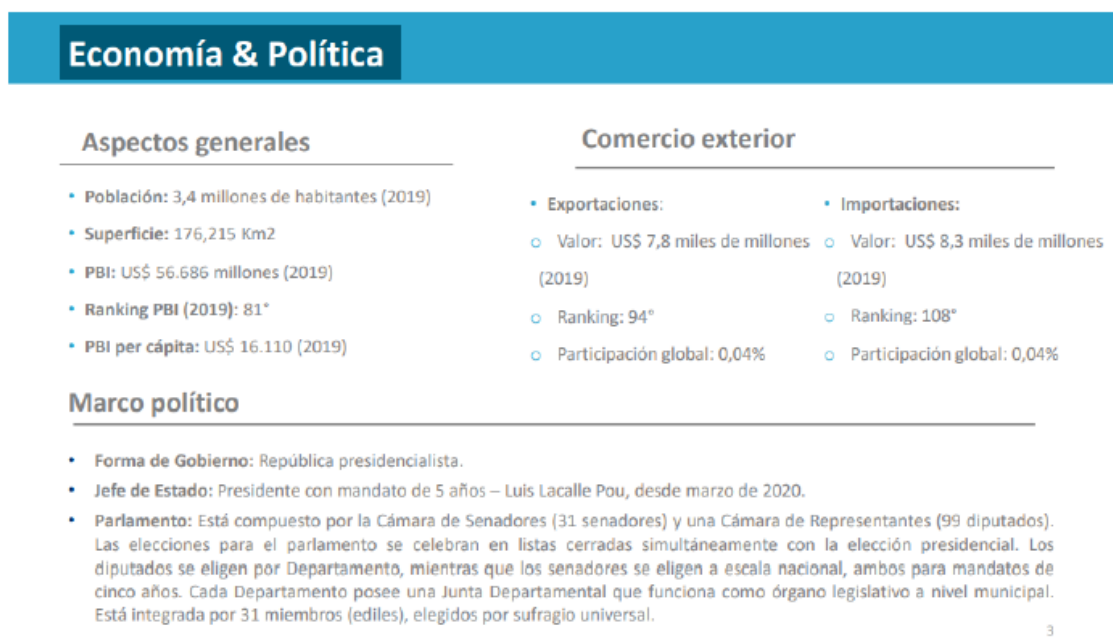 Economía & Política
Aspectos generales
• Población: 3,4 millones de habitantes (2019)
• Superficie: 176,215 Km2
• PBI: US$ 56.686 millones (2019)
• Ranking PBI (2019): 81°
• PBI per cápita: US$ 16.110 (2019)
Comercio exterior
• Exportaciones:
o Valor: US$ 7,8 miles de millones
(2019)
o Ranking: 94°
o Participación global: 0,04%
• Importaciones:
o Valor: US$ 8,3 miles de millones
(2019)
o Ranking: 108°
o Participación global: 0,04%
Marco político
• Forma de Gobierno: República presidencialista.
• Jefe de Estado: Presidente con mandato de 5 años – Luis Lacalle Pou, desde marzo de 2020.
• Parlamento: Está compuesto por la Cámara de Senadores (31 senadores) y una Cámara de Representantes (99 diputados).
Las elecciones para el parlamento se celebran en listas cerradas simultáneamente con la elección presidencial. Los
diputados se eligen por Departamento, mientras que los senadores se eligen a escala nacional, ambos para mandatos de
cinco años. Cada Departamento posee una Junta Departamental que funciona como órgano legislativo a nivel municipal.
Está integrada por 31 miembros (ediles), elegidos por sufragio universal.
3